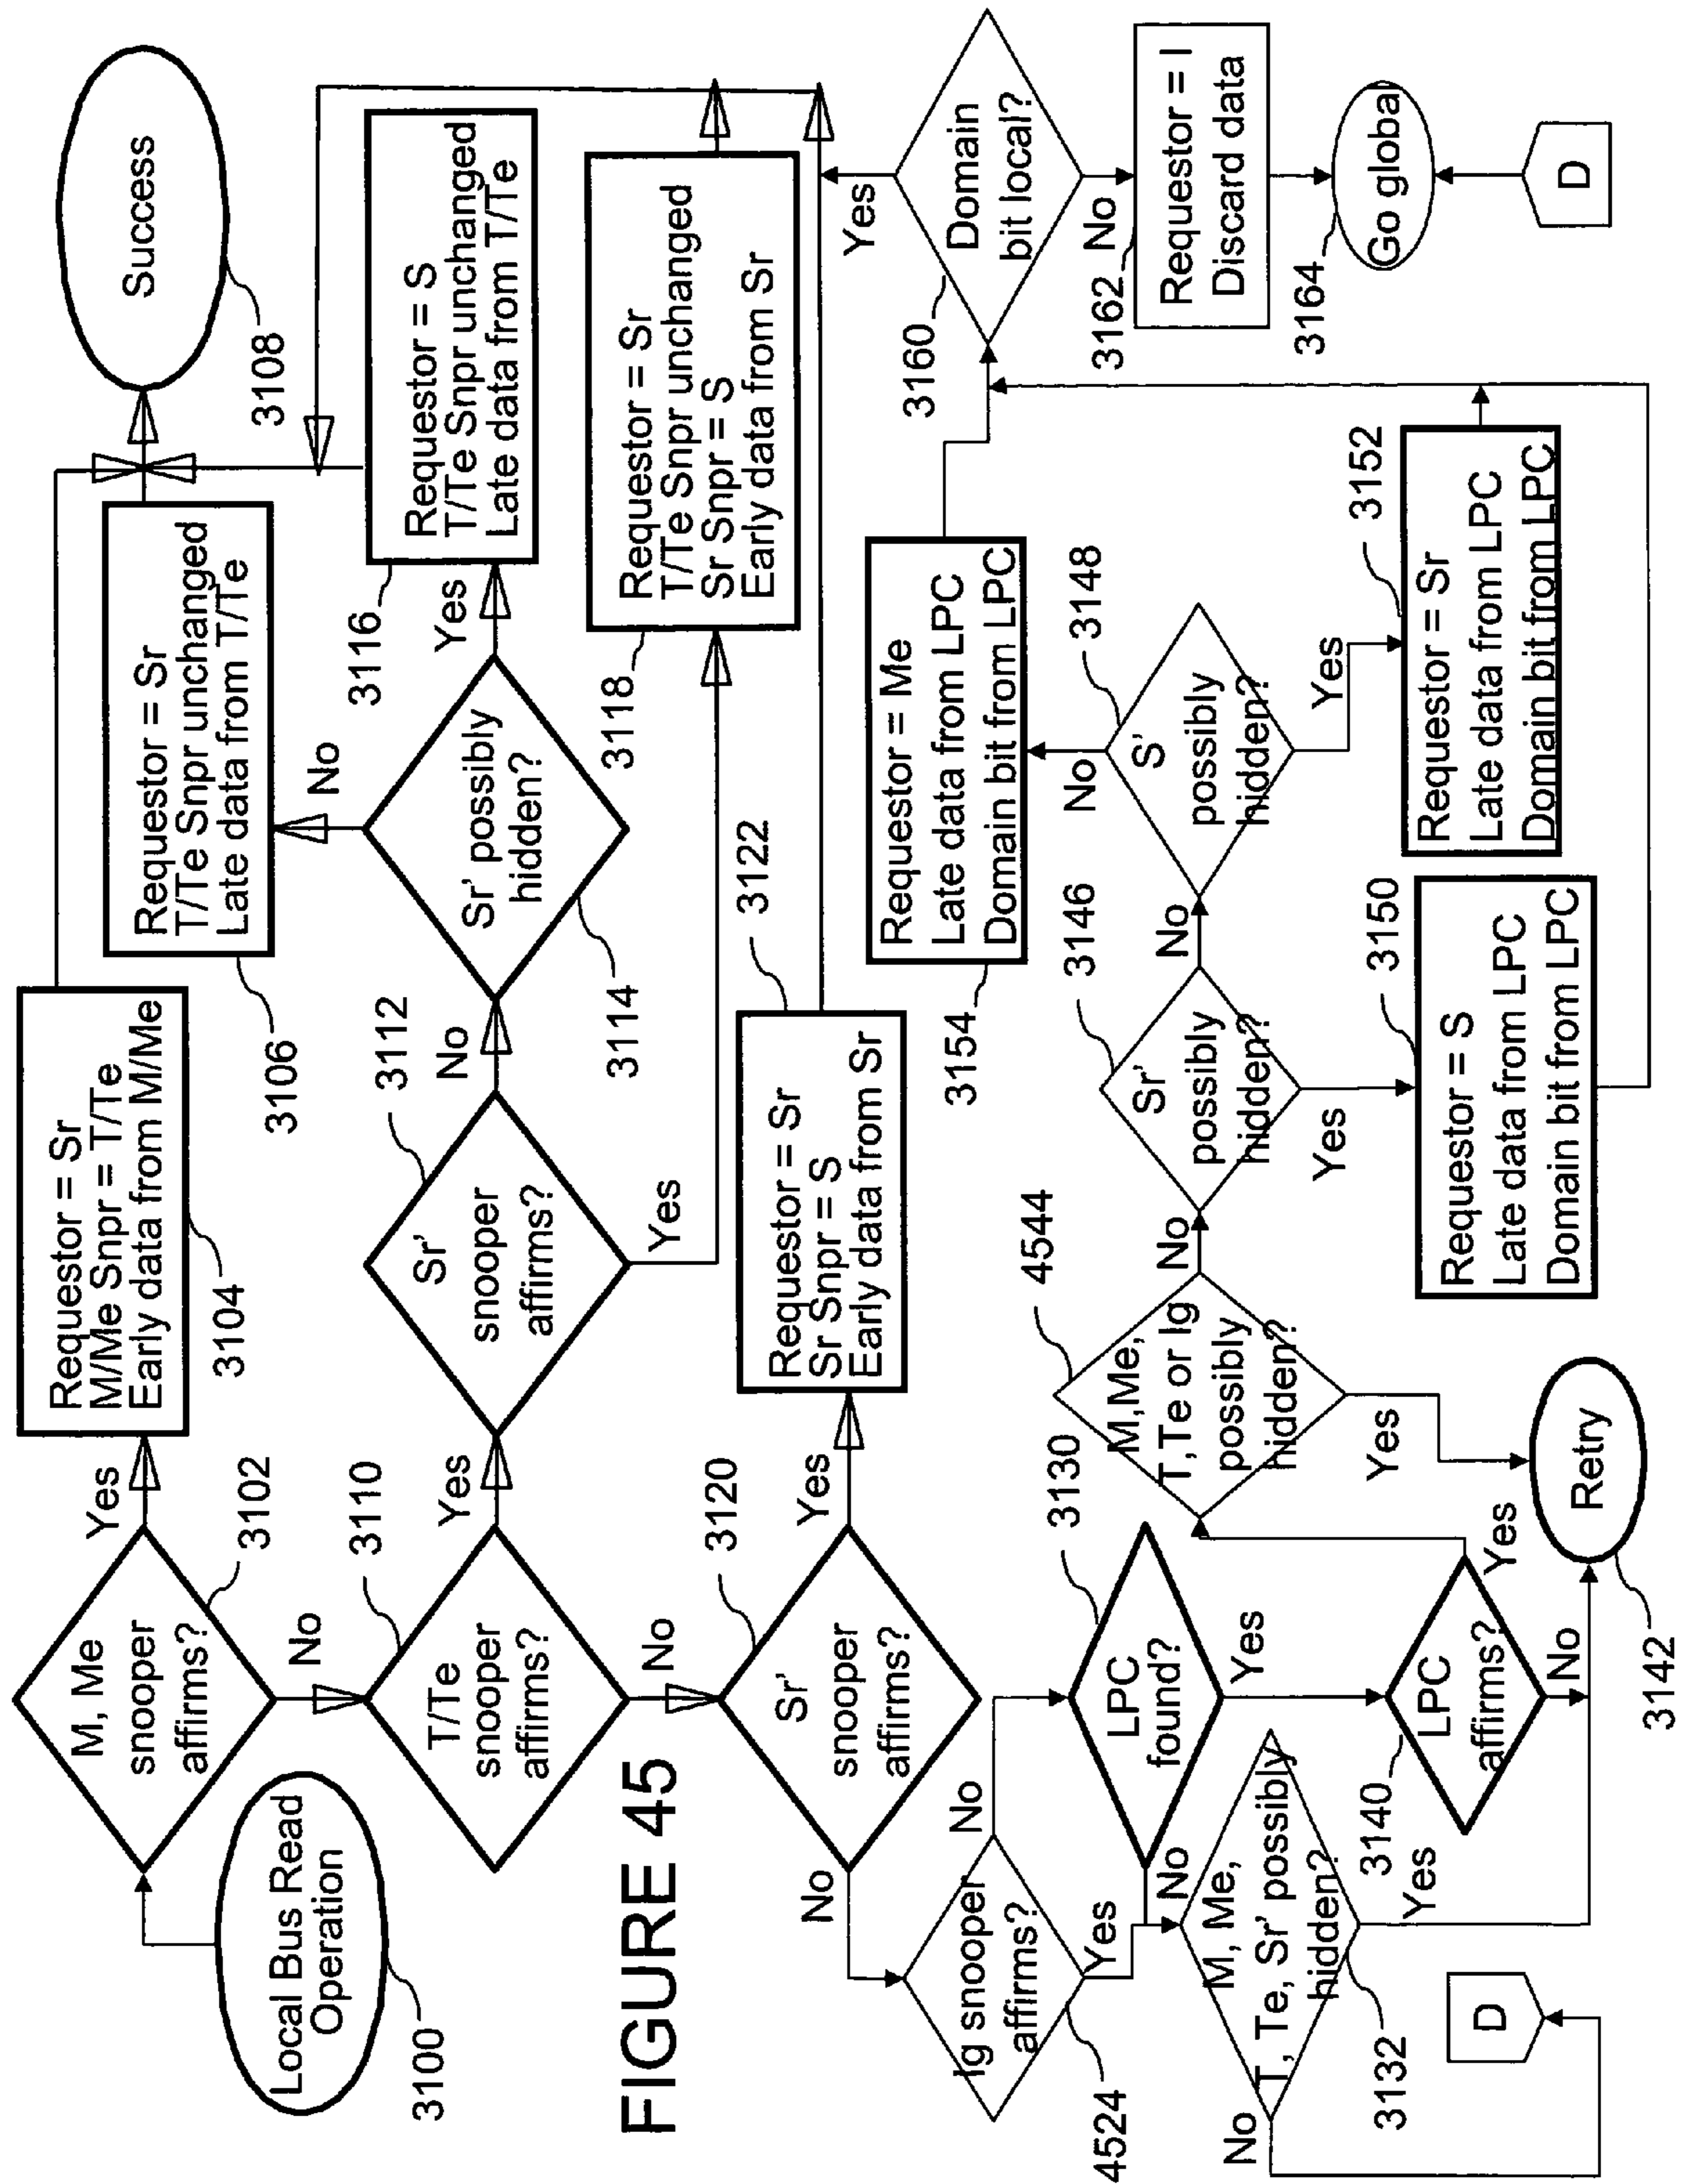 Local Bus Read
Operation
3100
M, Me
snooper
affirms?
3102
Yes
No
Requestor = Sr
M/Me Snpr = T/Te
Early data from M/Me
3104
Requestor = Sr
T/Te Snpr unchanged
Late data from T/Te
3106
Success
3108
T/Te
snooper
affirms?
3110
Yes
No
Sr'
snooper
affirms?
3112
No
Yes
Sr' possibly
hidden?
3114
No
Yes
Requestor = S
T/Te Snpr unchanged
Late data from T/Te
3116
Requestor = Sr
T/Te Snpr unchanged
Sr Snpr = S
Early data from Sr
3118
FIGURE 45
Sr'
snooper
affirms?
3120
Yes
No
Requestor = Sr
Sr Snpr = S
Early data from Sr
3122
Ig snooper
affirms?
4524
No
Yes
LPC
found?
3130
No
Yes
M, Me,
T, Te, Sr' possibly
hidden?
3132
No
Yes
D
LPC
affirms?
3140
Yes
No
Retry
3142
M,Me,
T,Te or Ig
possibly
hidden?
4544
No
Yes
Sr'
possibly
hidden?
3146
No
Yes
S'
possibly
hidden?
3148
No
Yes
Requestor = S
Late data from LPC
Domain bit from LPC
3150
Requestor = Sr
Late data from LPC
Domain bit from LPC
3152
Requestor = Me
Late data from LPC
Domain bit from LPC
3154
Domain
bit local?
3160
Yes
No
Requestor = I
Discard data
3162
Go global
3164
D